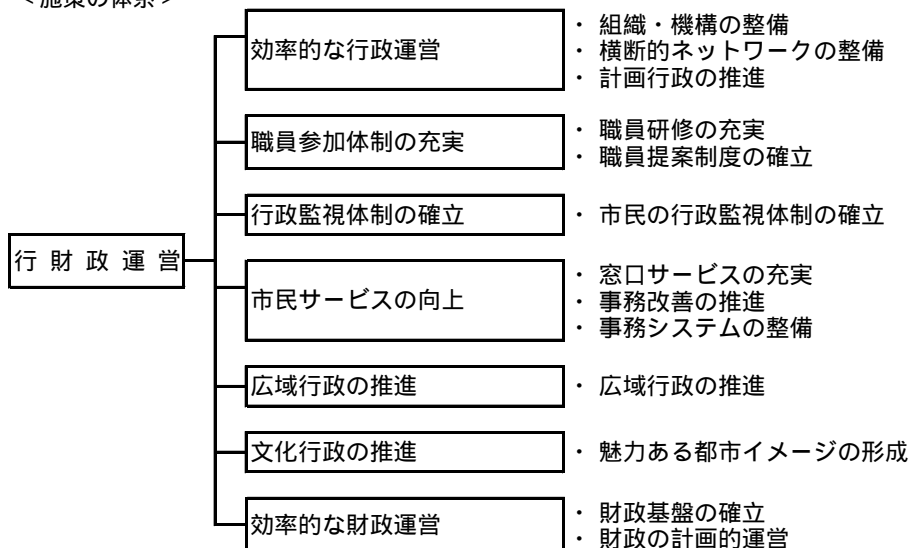 ＜施策の体系＞
効率的な行政運営
・ 組織・機構の整備
・ 横断的ネットワークの整備
・ 計画行政の推進
職員参加体制の充実
・ 職員研修の充実
・ 職員提案制度の確立
行政監視体制の確立
・ 市民の行政監視体制の確立
行 財 政 運 営
市民サービスの向上
・ 窓口サービスの充実
・ 事務改善の推進
・ 事務システムの整備
広域行政の推進
・ 広域行政の推進
文化行政の推進
・ 魅力ある都市イメージの形成
効率的な財政運営
・ 財政基盤の確立
・ 財政の計画的運営